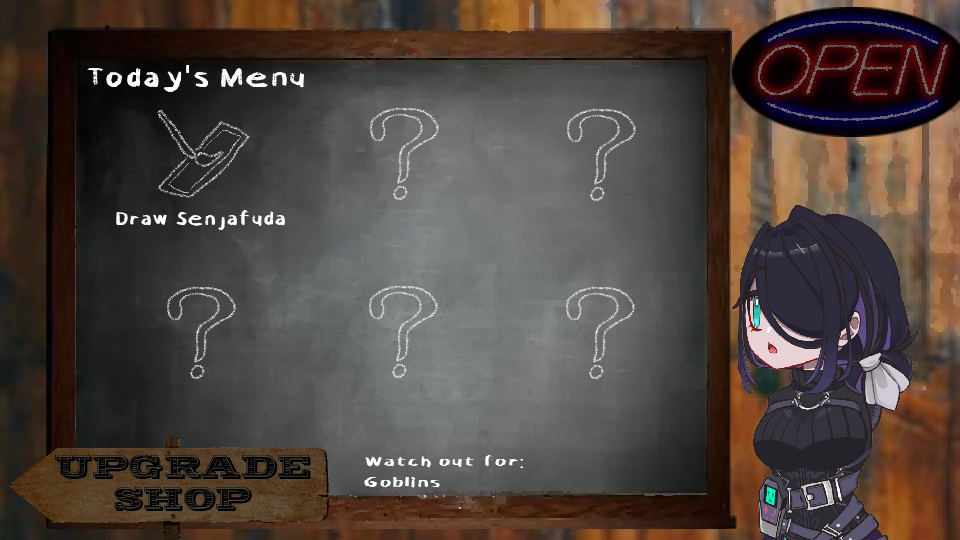 OPEN
Today's Menu
Draw Senjafuda
Watch out for:
Goblins
UPGRADE
SHOP